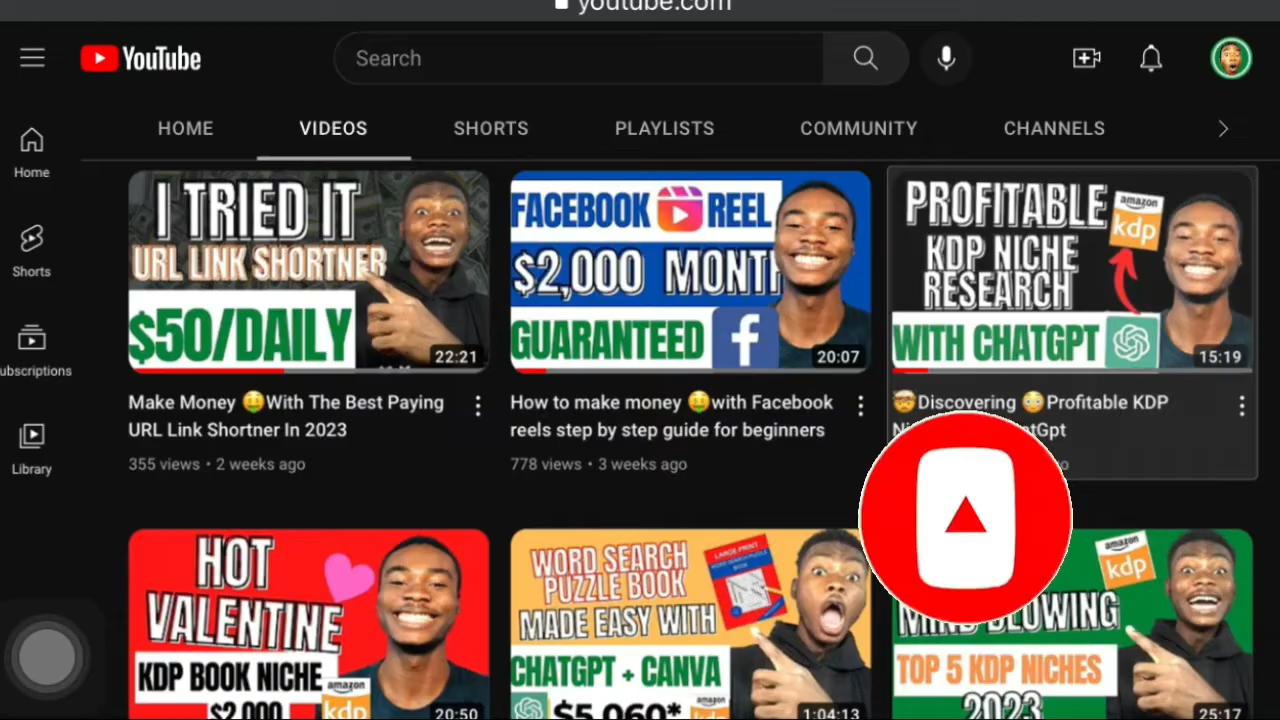 youtube.com
YouTube
Search
HOME
VIDEOS
SHORTS
PLAYLISTS
COMMUNITY
CHANNELS
Home
Shorts
ubscriptions
Library
I TRIED IT
URL LINK SHORTNER
$50/DAILY
22:21
Make Money 🤑With The Best Paying
URL Link Shortner In 2023
355 views • 2 weeks ago
FACEBOOK REEL
$2,000 MONTH
GUARANTEED
20:07
How to make money 🤑with Facebook
reels step by step guide for beginners
778 views • 3 weeks ago
PROFITABLE
amazon
kdp
KDP NICHE
RESEARCH
WITH CHATGPT
15:19
🤯Discovering 😳Profitable KDP
HOT
VALENTINE
KDP BOOK NICHE
$2,000
amazon
kdp
20:50
WORD SEARCH
PUZZLE BOOK
MADE EASY WITH
CHATGPT + CANVA
$5,060*
LARGE PRINT
amazon
kdp
1:04:13
amazon
kdp
MIND BLOWING
TOP 5 KDP NICHES
2023
25:17